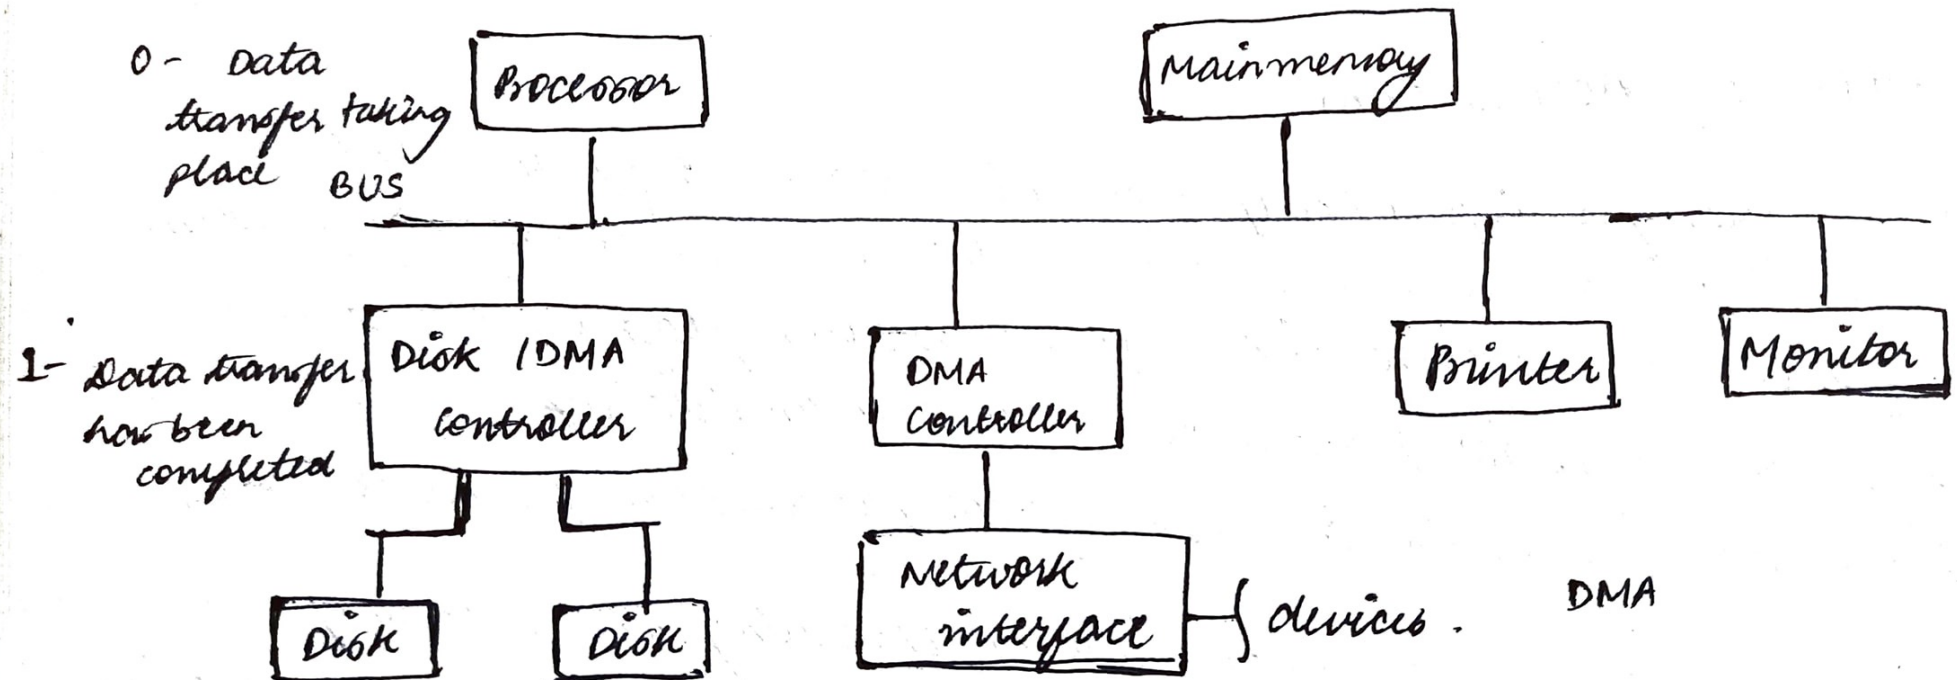 0 - Data
transfer taking
place
BUS
Processor
Mainmemory
1- Data transfer
has been
completed
Disk /DMA
controller
DMA
Controller
Printer
Monitor
Disk
Disk
Network
interface
devices.
DMA